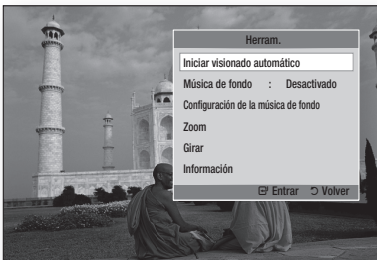 Herram.
Iniciar visionado automático
Música de fondo : Desactivado
Configuración de la música de fondo
Zoom
Girar
Información
Entrar Volver